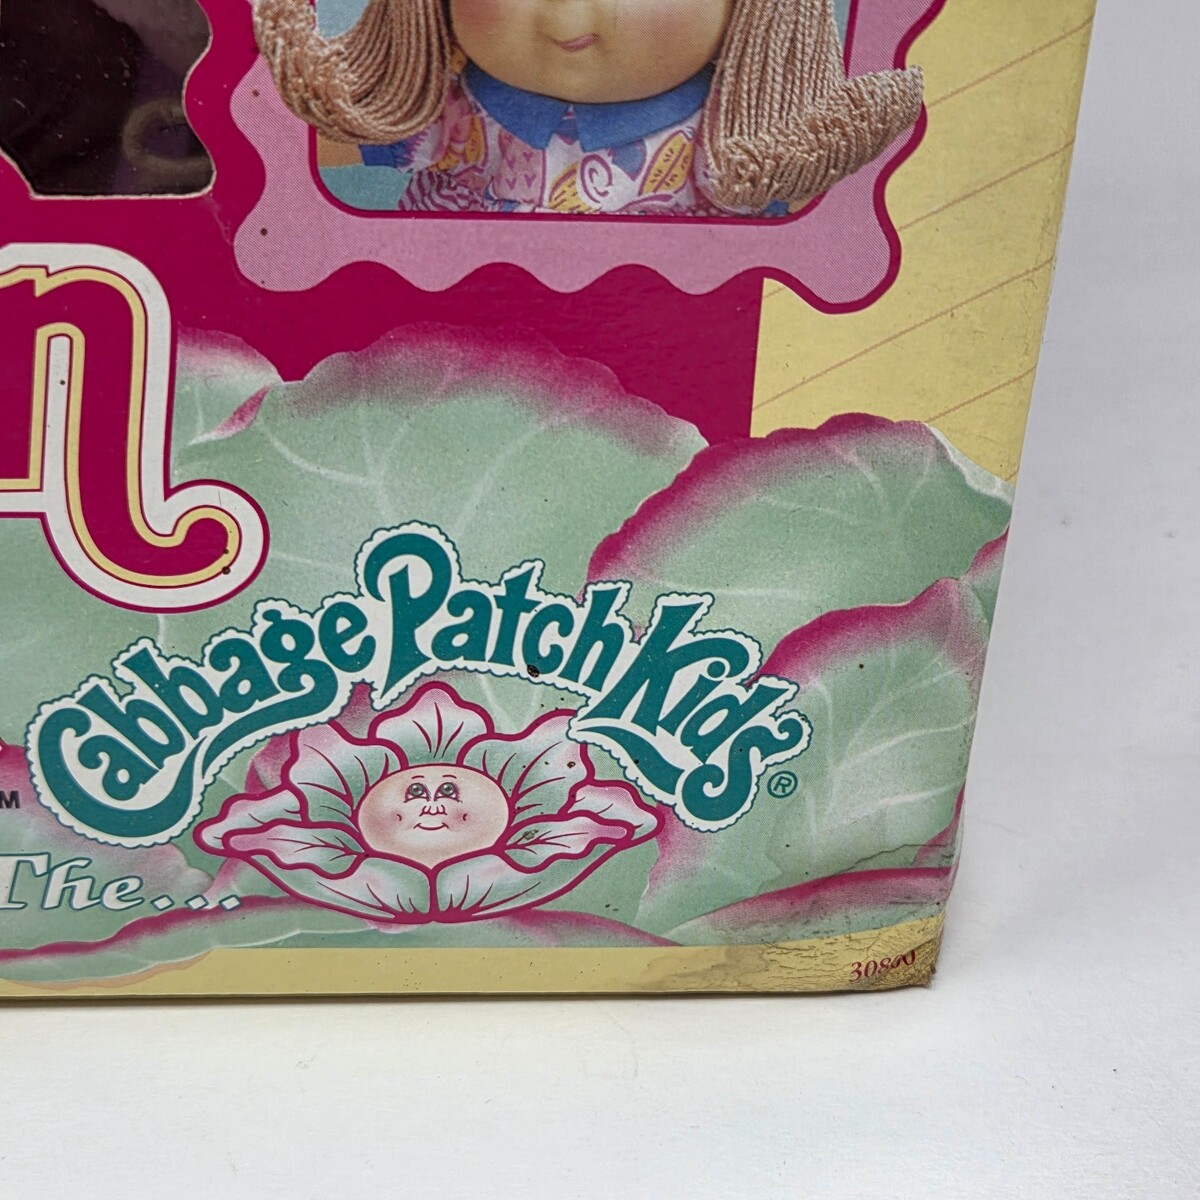 n
Cabbage Patch Kids®
M
The...